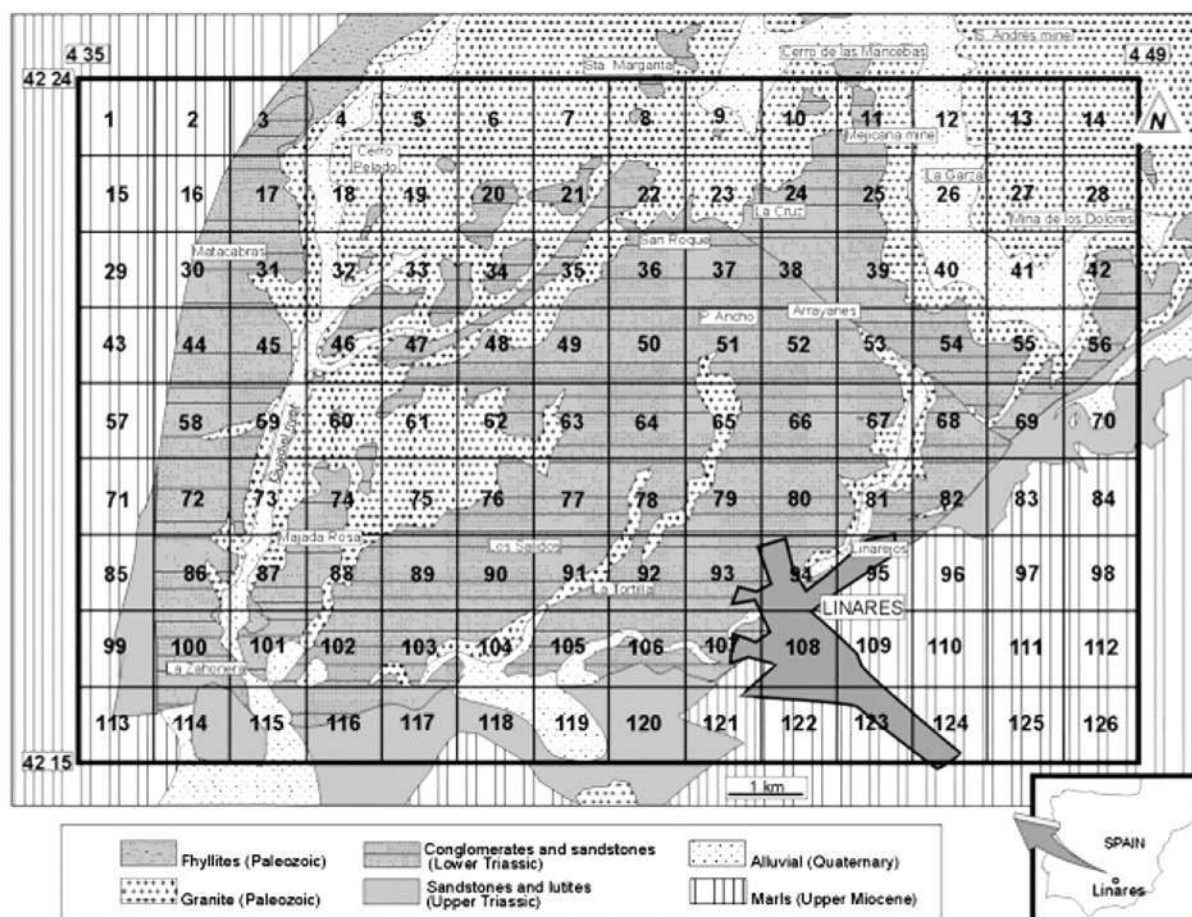 4 35
Sta. Margarita
Cerro de las Mancebas
S. Andrés mine
4 49
42 24
1 2 3 4 5 6 7 8 9 10 11 12 13 14
N
Mejicana mine
Cerro
Pelado
La Garza
15 16 17 18 19 20 21 22 23 24 25 26 27 28
La Cruz
Mina de los Dolores
Matacabras
San Roque
29 30 31 32 33 34 35 36 37 38 39 40 41 42
P. Ancho
Arrayanes
43 44 45 46 47 48 49 50 51 52 53 54 55 56
57 58 59 60 61 62 63 64 65 66 67 68 69 70
71 72 73 74 75 76 77 78 79 80 81 82 83 84
Majada Rosa
Los Salidos
Linarejos
85 86 87 88 89 90 91 92 93 94 95 96 97 98
La Tortilla
LINARES
99 100 101 102 103 104 105 106 107 108 109 110 111 112
La Zahonera
113 114 115 116 117 118 119 120 121 122 123 124 125 126
42 15
1 km
Fhyllites (Paleozoic)
Granite (Paleozoic)
Conglomerates and sandstones
(Lower Triassic)
Sandstones and lutites
(Upper Triassic)
Alluvial (Quaternary)
Marls (Upper Miocene)
SPAIN
Linares